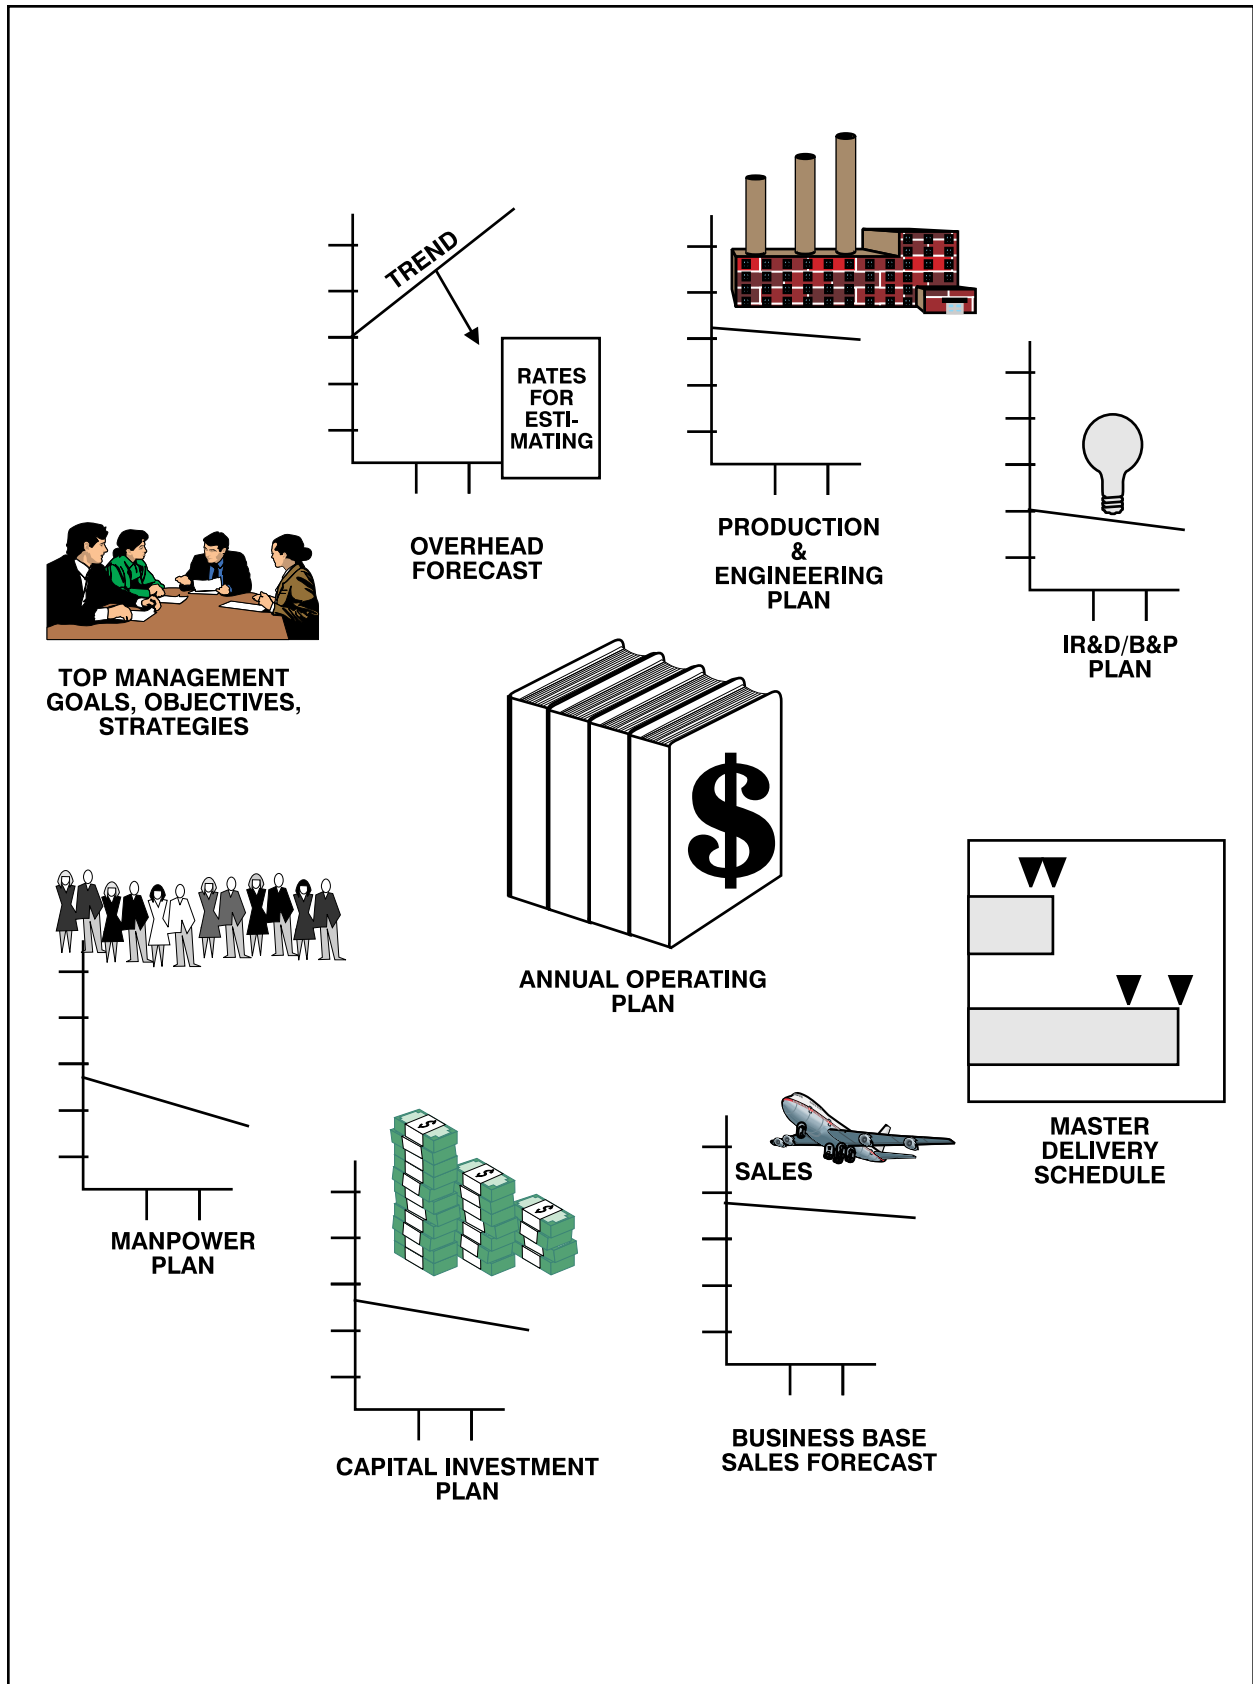 TREND
RATES
FOR
ESTI-
MATING
OVERHEAD
FORECAST
PRODUCTION
&
ENGINEERING
PLAN
IR&D/B&P
PLAN
TOP MANAGEMENT
GOALS, OBJECTIVES,
STRATEGIES
$
ANNUAL OPERATING
PLAN
MASTER
DELIVERY
SCHEDULE
MANPOWER
PLAN
$
$
$
CAPITAL INVESTMENT
PLAN
SALES
BUSINESS BASE
SALES FORECAST